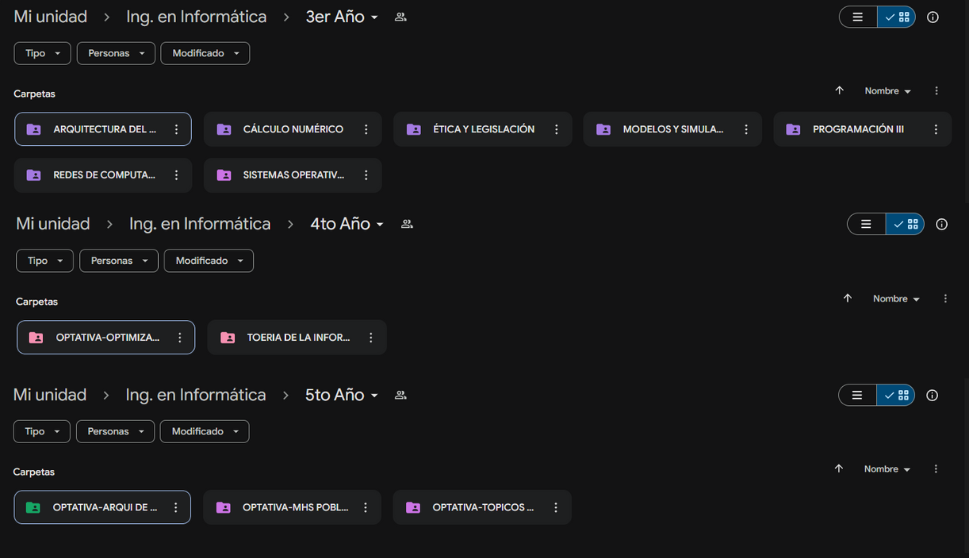 Mi unidad > Ing. en Informática > 3er Año
Tipo Personas Modificado
Carpetas Nombre
ARQUITECTURA DEL ... CÁLCULO NUMÉRICO ÉTICA Y LEGISLACIÓN MODELOS Y SIMULA... PROGRAMACIÓN III
REDES DE COMPUTA... SISTEMAS OPERATIV...
Mi unidad > Ing. en Informática > 4to Año
Tipo Personas Modificado
Carpetas Nombre
OPTATIVA-OPTIMIZA... TOERIA DE LA INFOR...
Mi unidad > Ing. en Informática > 5to Año
Tipo Personas Modificado
Carpetas Nombre
OPTATIVA-ARQUI DE ... OPTATIVA-MHS POBL... OPTATIVA-TOPICOS ...